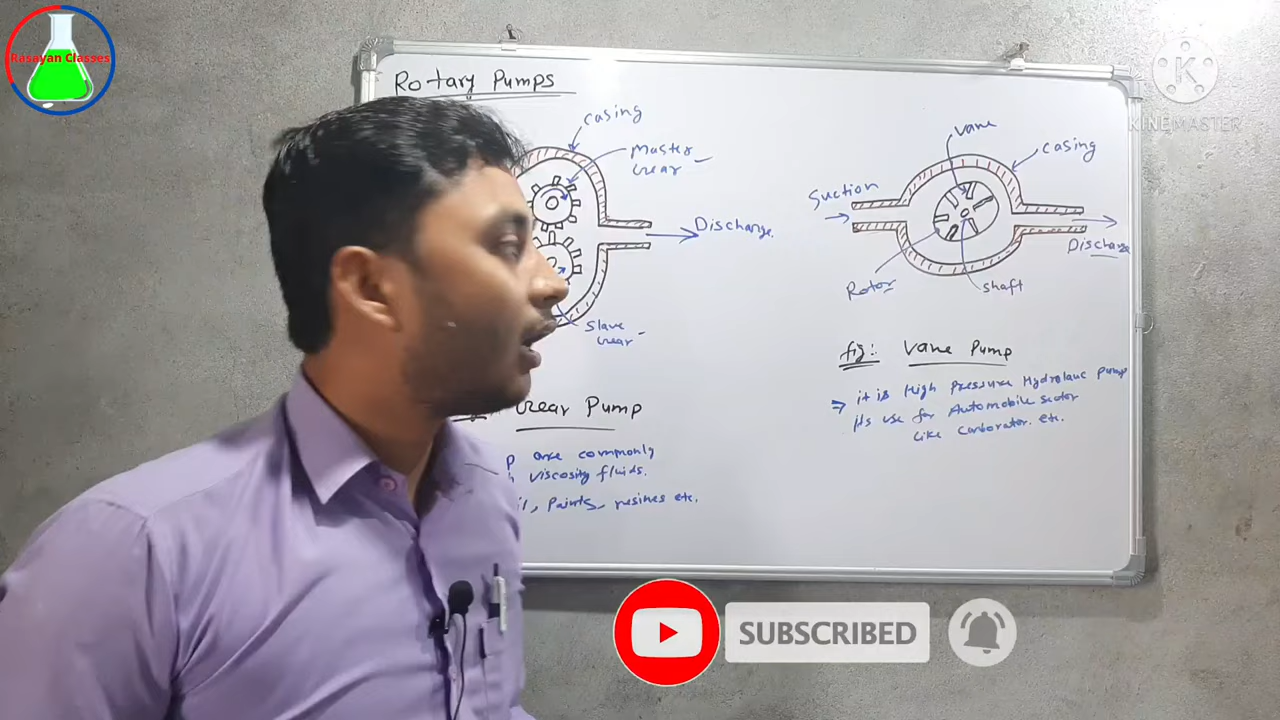 Rasayan Classes
KINEMASTER
Rotary Pumps
casing
Master
Gear
Discharge
Slave
Gear
Gear Pump
p are commonly
viscosity fluids.
il, Paints, resines etc.
Vane
casing
Suction
Discharge
Rotor
shaft
fig:- Vane Pump
⇒ it is High Pressure Hydrolauc pump
its use for Automobile sector
Like Carborator. etc.
SUBSCRIBED